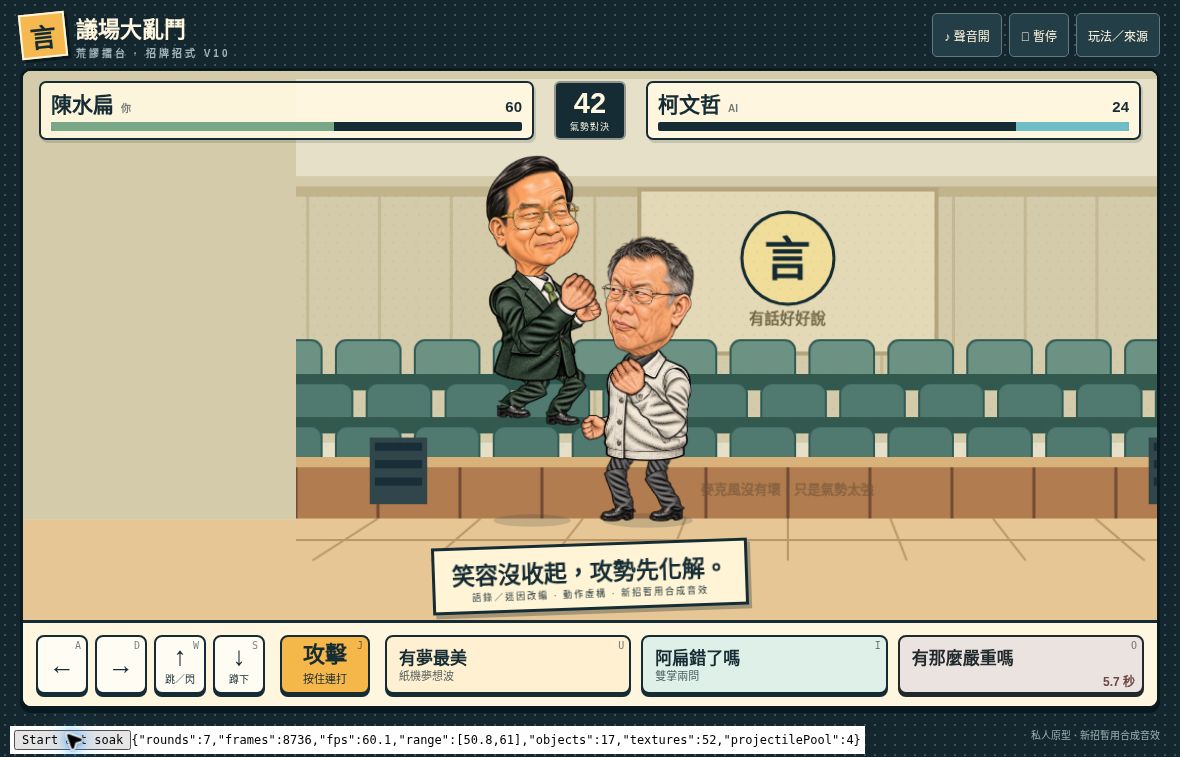 言 議場大亂鬥
荒謬擂台 · 招牌招式 V10
♪ 聲音開
暫停
玩法／來源
陳水扁 你 60
42
氣勢對決
柯文哲 AI 24
言
有話好好說
麥克風沒有壞 只是氣勢太強
笑容沒收起，攻勢先化解。
語錄／迷因改編 · 動作虛構 · 新招暫用合成音效
A
←
D
→
W
↑
跳／閃
S
↓
蹲下
J
攻擊
按住連打
有夢最美 U
紙機夢想波
阿扁錯了嗎 I
雙掌兩問
有那麼嚴重嗎 O
5.7 秒
Start soak {"rounds":7,"frames":8736,"fps":60.1,"range":[50.8,61],"objects":17,"textures":52,"projectilePool":4}
私人原型 · 新招暫用合成音效